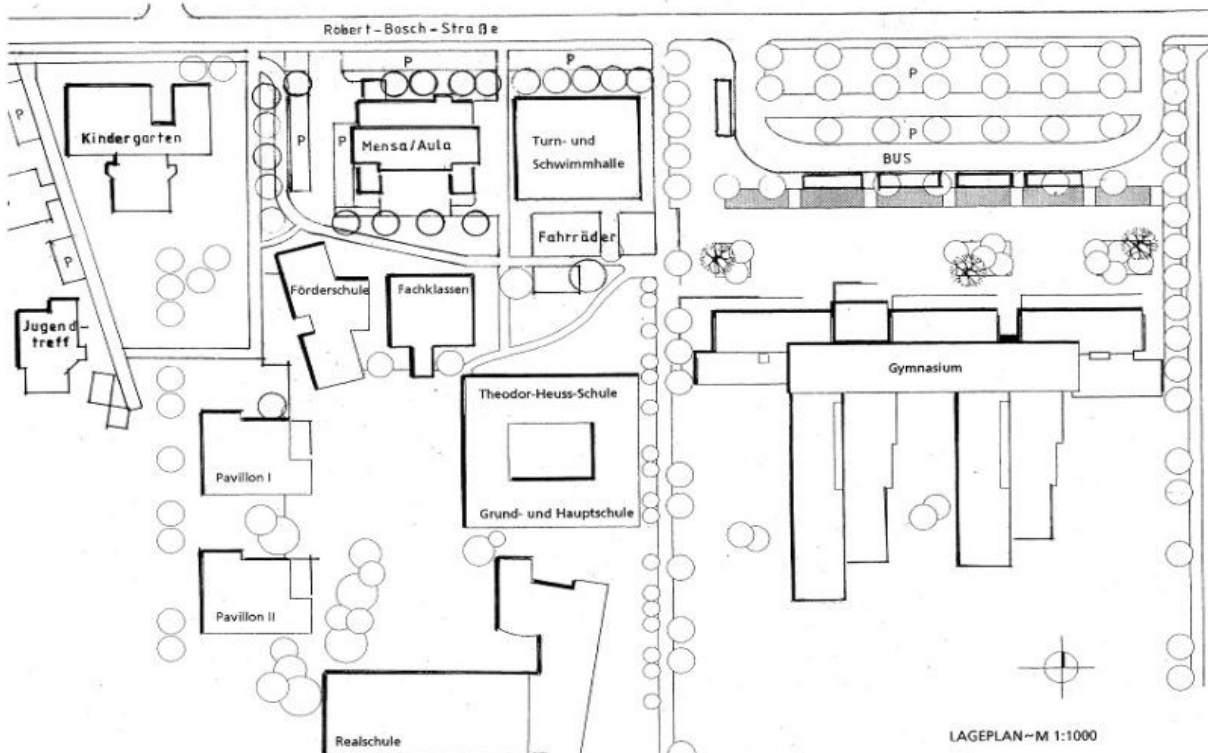 Robert-Bosch-Straße
P
P
P
P
Kindergarten
P
P
Mensa/Aula
Turn- und
Schwimmhalle
P
BUS
Fahrräder
P
Förderschule
Fachklassen
Jugend-
treff
Gymnasium
Theodor-Heuss-Schule
Pavillon I
Grund- und Hauptschule
Pavillon II
Realschule
LAGEPLAN~M 1:1000